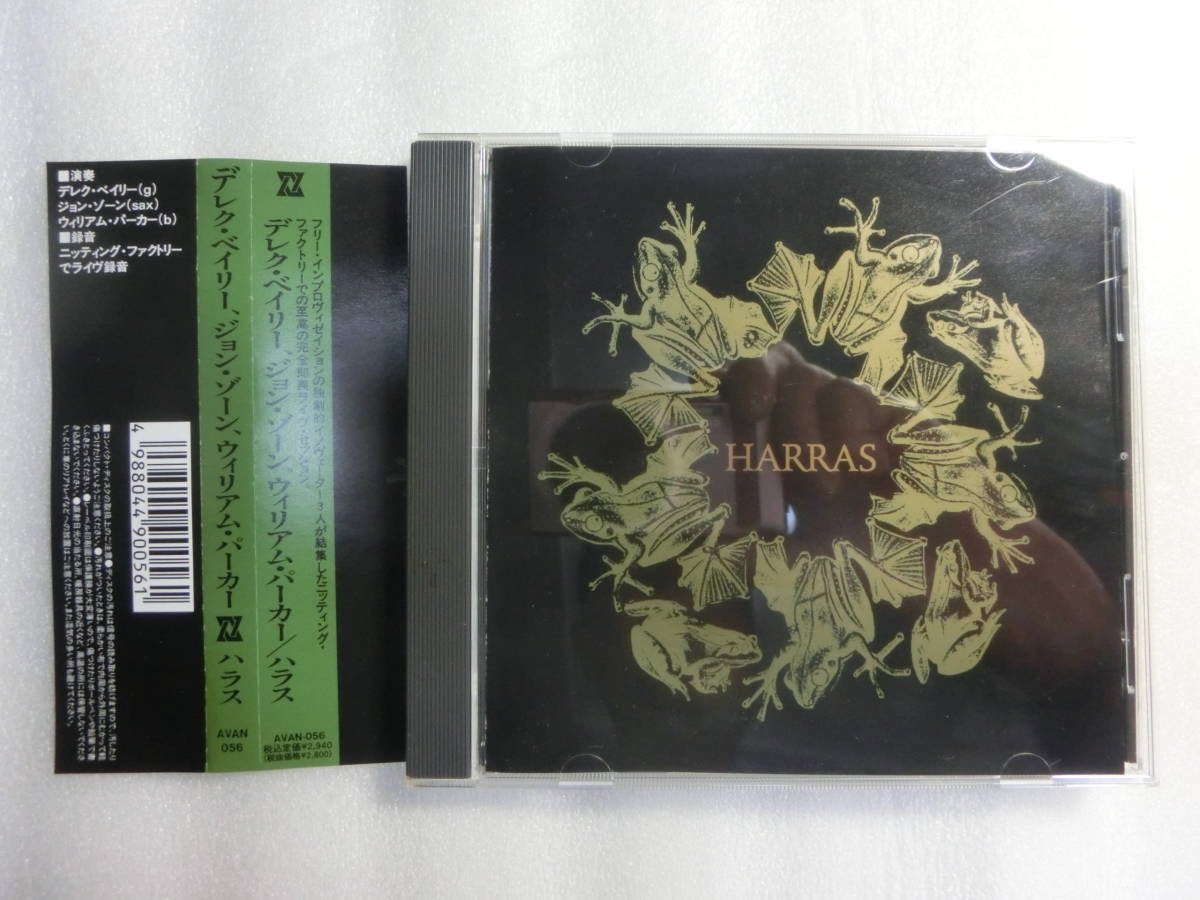 ■演奏
デレク・ベイリー(g)
ジョン・ゾーン(sax)
ウィリアム・パーカー(b)
■録音
ニッティング・ファクトリー
でライヴ録音
4988044900561
デレク・ベイリー、ジョン・ゾーン、ウィリアム・パーカー ハラス
AVAN
056
フリー・インプロヴィゼイションの独創的イノヴェーター3人が結集したニッティング・
ファクトリーでの至高の完全即興ライヴ・セッション。
デレク・ベイリー、ジョン・ゾーン、ウィリアム・パーカー／ハラス
AVAN-056
税込定価¥2,940
(税抜価格¥2,800)
HARRAS